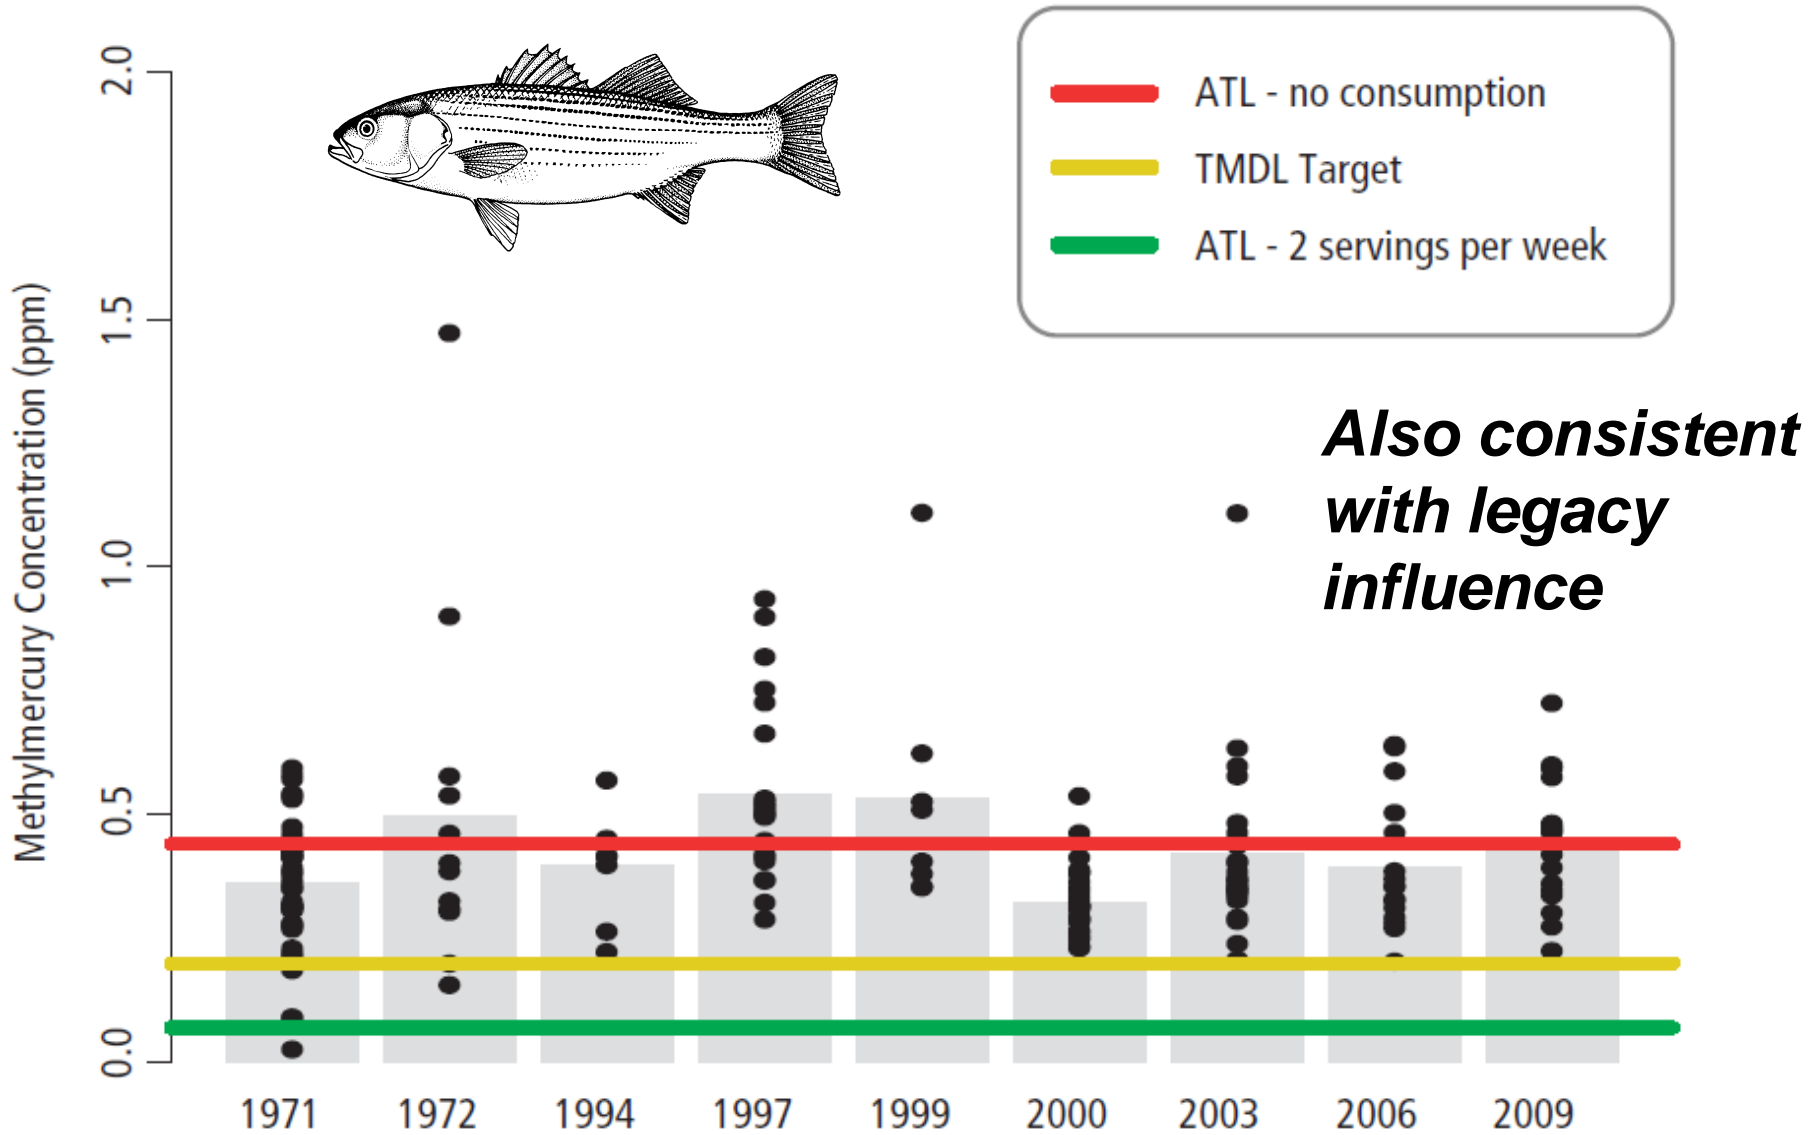 ATL - no consumption
TMDL Target
ATL - 2 servings per week
Also consistent
with legacy
influence
Methylmercury Concentration (ppm)
2.0
1.5
1.0
0.5
0.0
1971 1972 1994 1997 1999 2000 2003 2006 2009